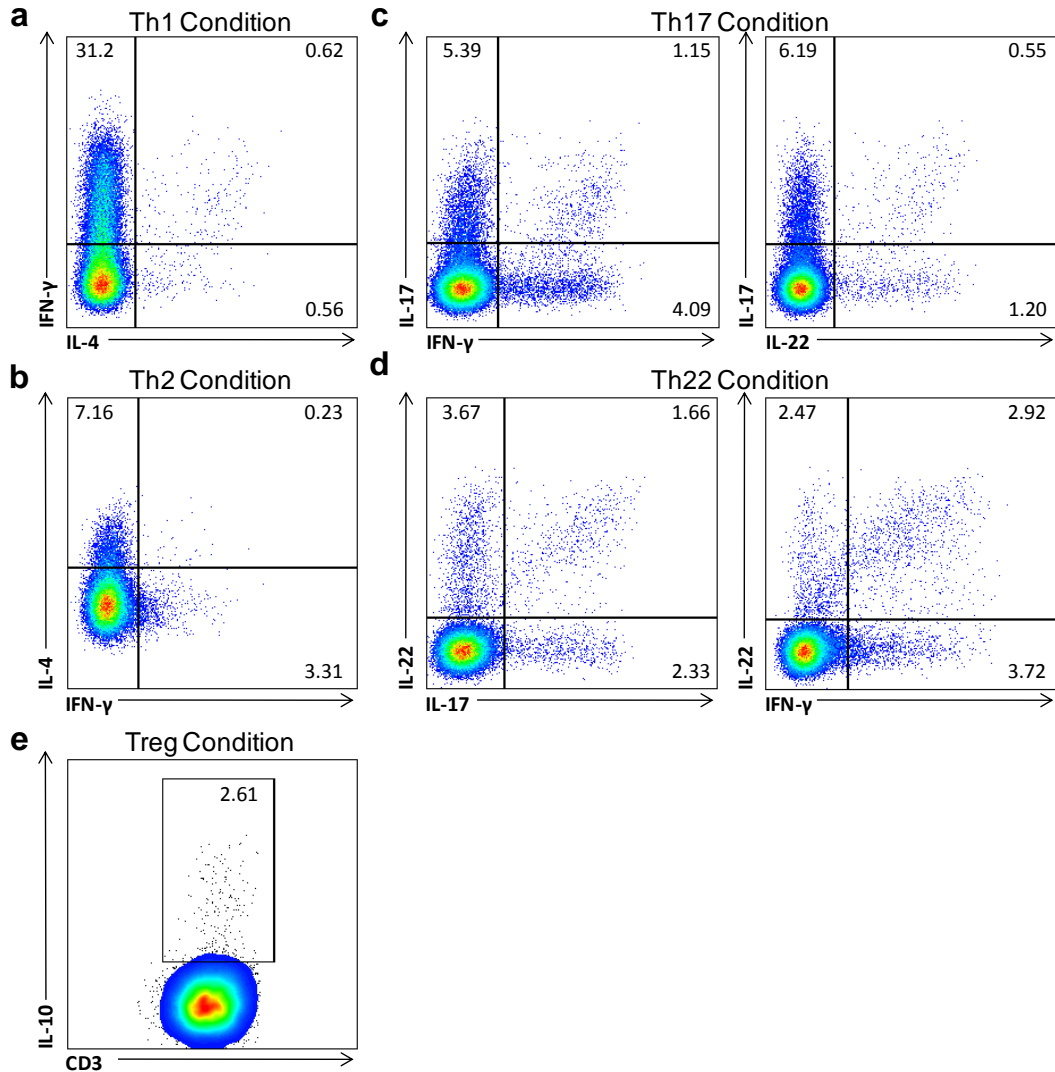 a
Th1 Condition
31.2
0.62
0.56
IFN-γ
IL-4
c
Th17 Condition
5.39
1.15
4.09
IL-17
IFN-γ
6.19
0.55
1.20
IL-17
IL-22
b
Th2 Condition
7.16
0.23
3.31
IL-4
IFN-γ
d
Th22 Condition
3.67
1.66
2.33
IL-22
IL-17
2.47
2.92
3.72
IL-22
IFN-γ
e
Treg Condition
2.61
IL-10
CD3